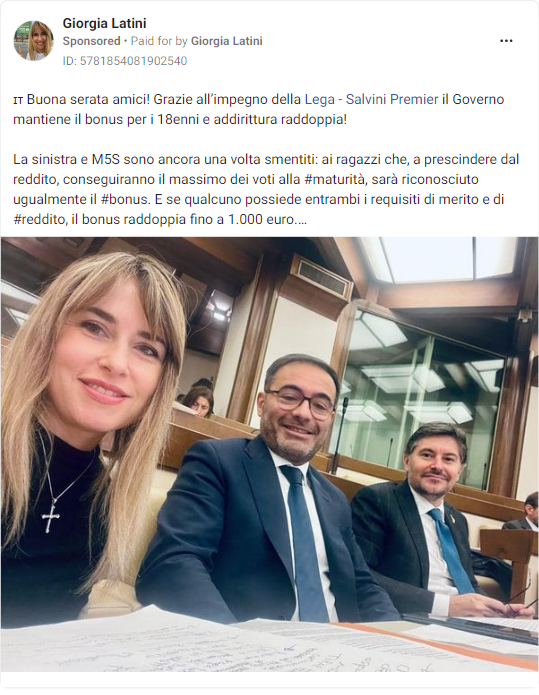 Giorgia Latini
Sponsored • Paid for by Giorgia Latini
ID: 5781854081902540
IT Buona serata amici! Grazie all'impegno della Lega - Salvini Premier il Governo
mantiene il bonus per i 18enni e addirittura raddoppia!
La sinistra e M5S sono ancora una volta smentiti: ai ragazzi che, a prescindere dal
reddito, conseguiranno il massimo dei voti alla #maturità, sarà riconosciuto
ugualmente il #bonus. E se qualcuno possiede entrambi i requisiti di merito e di
#reddito, il bonus raddoppia fino a 1.000 euro....